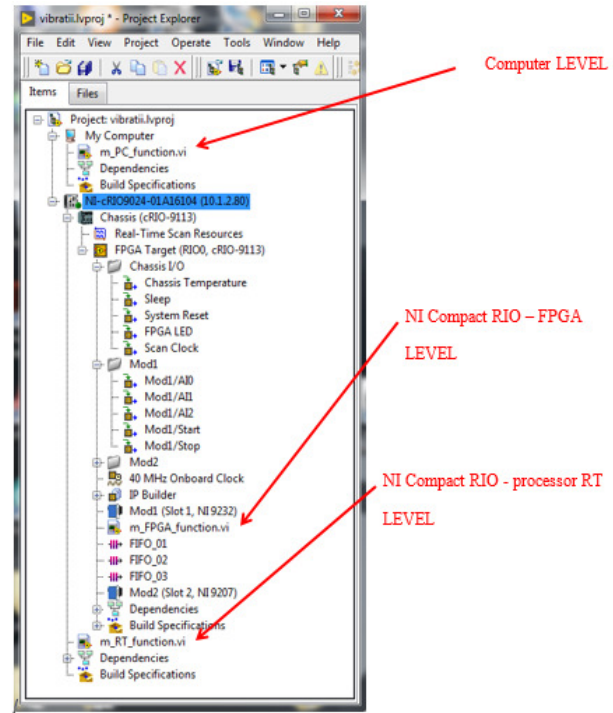 vibratii.lvproj * - Project Explorer
File Edit View Project Operate Tools Window Help
Items Files
Project: vibratii.lvproj
My Computer
m_PC_function.vi
Dependencies
Build Specifications
NI-cRIO9024-01A16104 (10.1.2.80)
Chassis (cRIO-9113)
Real-Time Scan Resources
FPGA Target (RIO0, cRIO-9113)
Chassis I/O
Chassis Temperature
Sleep
System Reset
FPGA LED
Scan Clock
Mod1
Mod1/AI0
Mod1/AI1
Mod1/AI2
Mod1/Start
Mod1/Stop
Mod2
40 MHz Onboard Clock
IP Builder
Mod1 (Slot 1, NI 9232)
m_FPGA_function.vi
FIFO_01
FIFO_02
FIFO_03
Mod2 (Slot 2, NI 9207)
Dependencies
Build Specifications
m_RT_function.vi
Dependencies
Build Specifications
Computer LEVEL
NI Compact RIO – FPGA
LEVEL
NI Compact RIO - processor RT
LEVEL